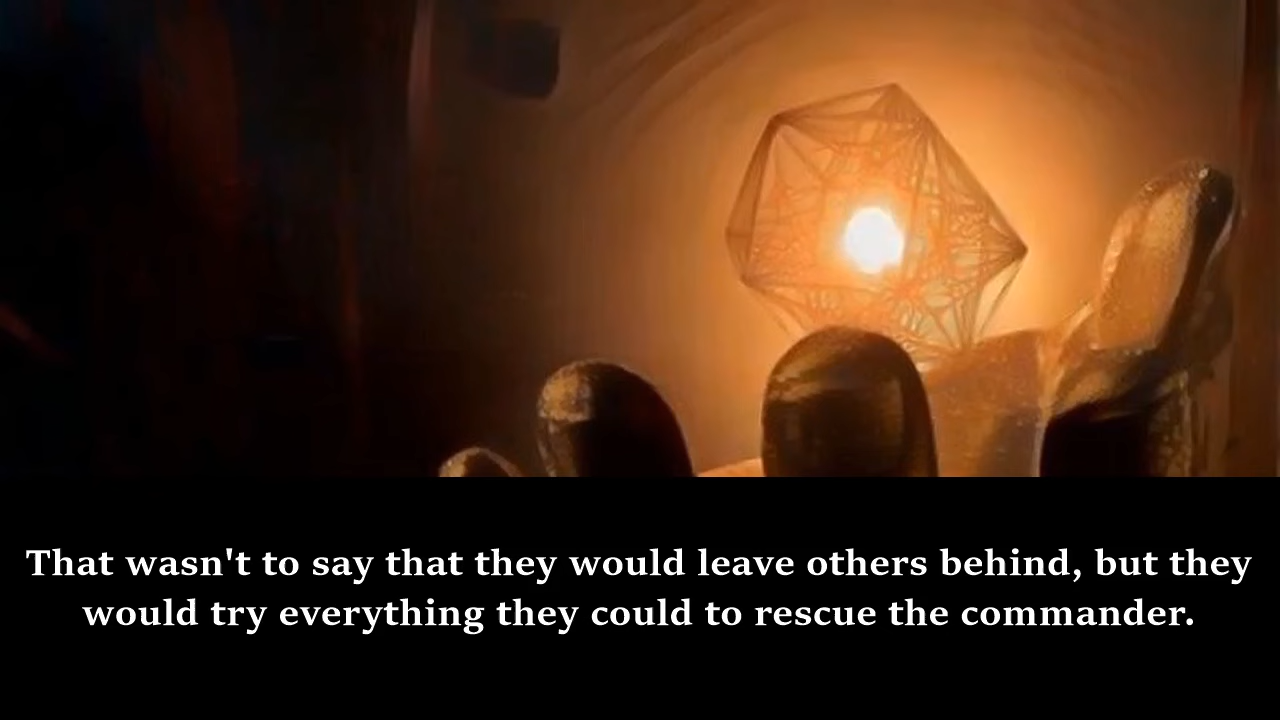 That wasn't to say that they would leave others behind, but they
would try everything they could to rescue the commander.